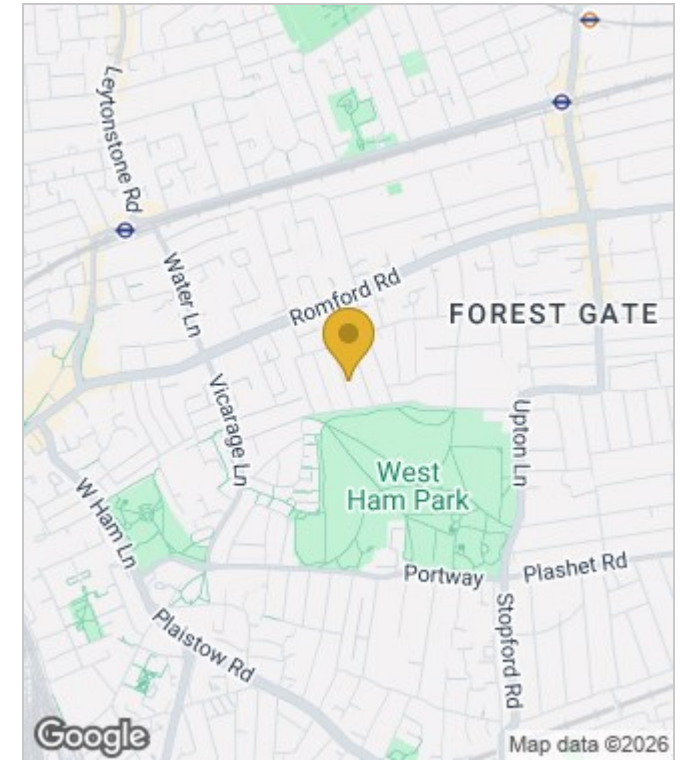 Leytonstone Rd
Water Ln
Romford Rd
FOREST GATE
Vicarage Ln
Upton Ln
West
Ham Park
W Ham Ln
Portway
Plashet Rd
Stopford Rd
Plaistow Rd
Google
Map data ©2026